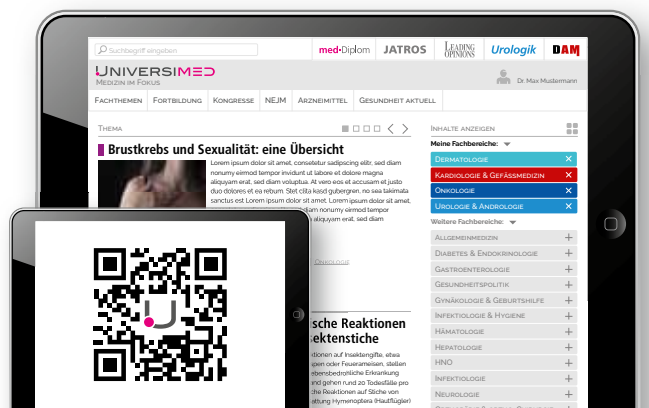 Suchbegriff eingeben
med•Diplom
JATROS
LEADING
OPINIONS
Urologik
DAM
UNIVERSIMED
MEDIZIN IM FOKUS
Dr. Max Mustermann
FACHTHEMEN FORTBILDUNG KONGRESSE NEJM ARZNEIMITTEL GESUNDHEIT AKTUELL
THEMA
Brustkrebs und Sexualität: eine Übersicht
Lorem ipsum dolor sit amet, consetetur sadipscing elitr, sed diam
nonumy eirmod tempor invidunt ut labore et dolore magna
aliquyam erat, sed diam voluptua. At vero eos et accusam et justo
duo dolores et ea rebum. Stet clita kasd gubergren, no sea takimata
sanctus est Lorem ipsum dolor sit amet. Lorem ipsum dolor sit amet.
diam nonumy eirmod tempor
aliquyam erat, sed diam
ONKOLOGIE
ische Reaktionen
sektenstiche
ktionen auf Insektengifte, etwa
spen oder Feuerameisen, stellen
ebensbedrohliche Erkrankung
und gehen rund 20 Todesfälle pro
che Reaktionen auf Stiche von
attung Hymenoptera (Hautflügler)
INHALTE ANZEIGEN
Meine Fachbereiche:
DERMATOLOGIE
KARDIOLOGIE & GEFÄSSMEDIZIN
ONKOLOGIE
UROLOGIE & ANDROLOGIE
Weitere Fachbereiche:
ALLGEMEINMEDIZIN
DIABETES & ENDOKRINOLOGIE
GASTROENTEROLOGIE
GESUNDHEITSPOLITIK
GYNÄKOLOGIE & GEBURTSHILFE
INFEKTIOLOGIE & HYGIENE
HÄMATOLOGIE
HEPATOLOGIE
HNO
INFEKTIOLOGIE
NEUROLOGIE